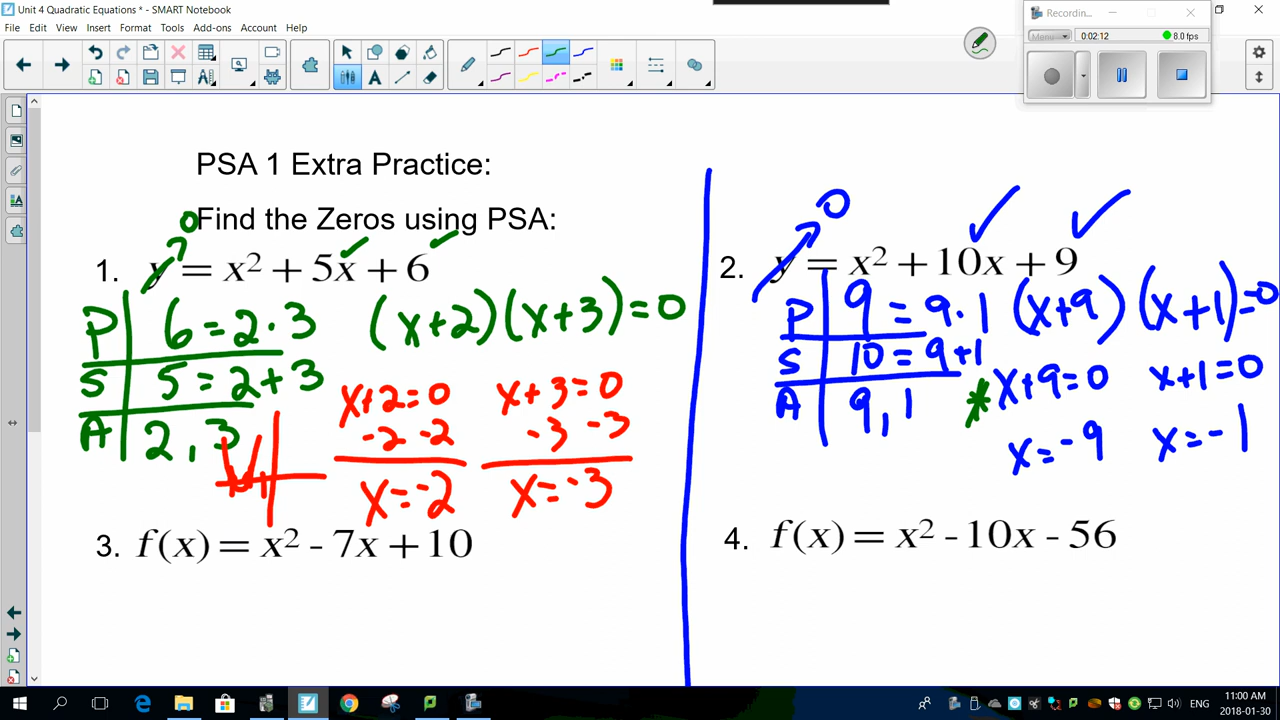 Unit 4 Quadratic Equations * - SMART Notebook
Recordin...
File Edit View Insert Format Tools Add-ons Account Help
Menu 0:02:12 8.0 fps
PSA 1 Extra Practice:
Find the Zeros using PSA:
0
1. y = x² + 5x + 6
P 6 = 2 · 3 (x+2)(x+3) = 0
S 5 = 2 + 3
A 2, 3
x+2=0 x+3=0
-2 -2 -3 -3
x=-2 x=-3
0
2. y = x² + 10x + 9
P 9 = 9 · 1 (x+9)(x+1)=0
S 10 = 9+1
A 9, 1
* x+9=0 x+1=0
x=-9 x=-1
3. f(x) = x² - 7x + 10
4. f(x) = x² - 10x - 56
ENG
11:00 AM
2018-01-30